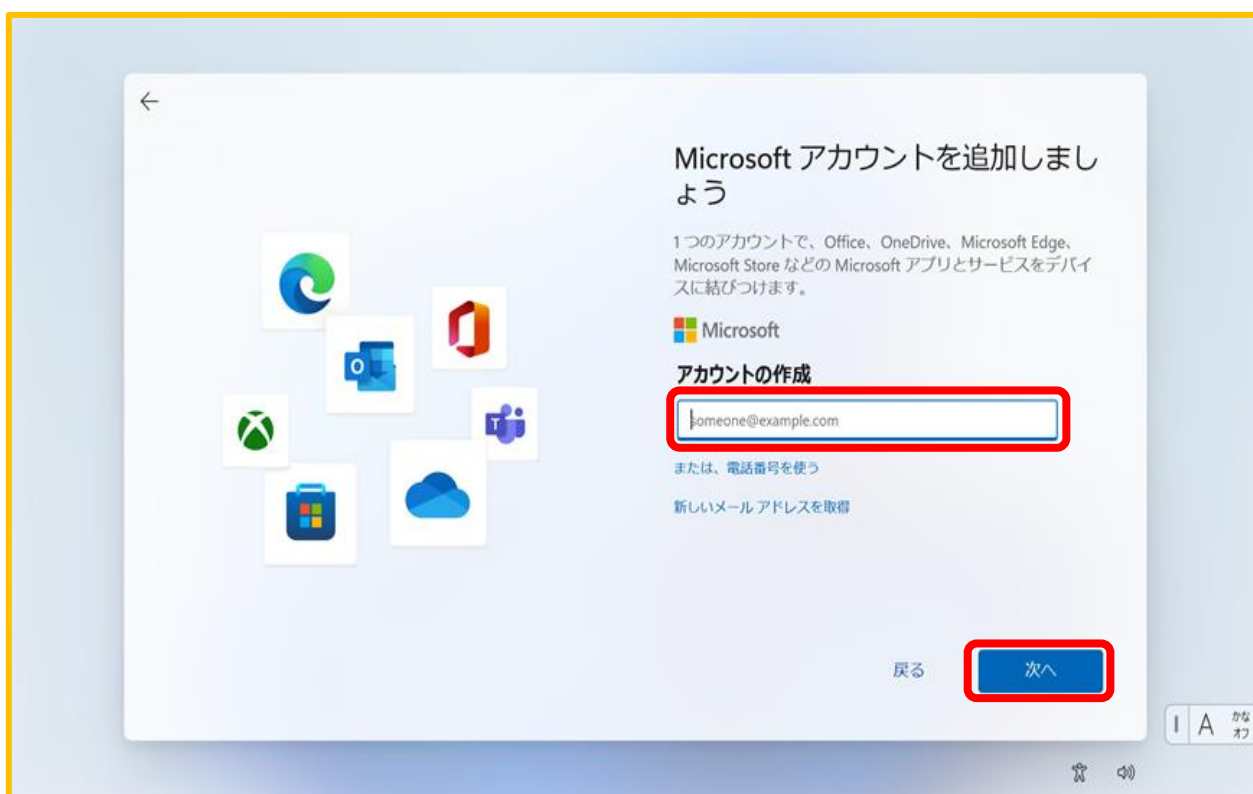 Microsoft アカウントを追加しまし
ょう
1 つのアカウントで、Office、OneDrive、Microsoft Edge、
Microsoft Store などの Microsoft アプリとサービスをデバイ
スに結びつけます。
Microsoft
アカウントの作成
someone@example.com
または、電話番号を使う
新しいメール アドレスを取得
戻る
次へ
A
かな
オフ